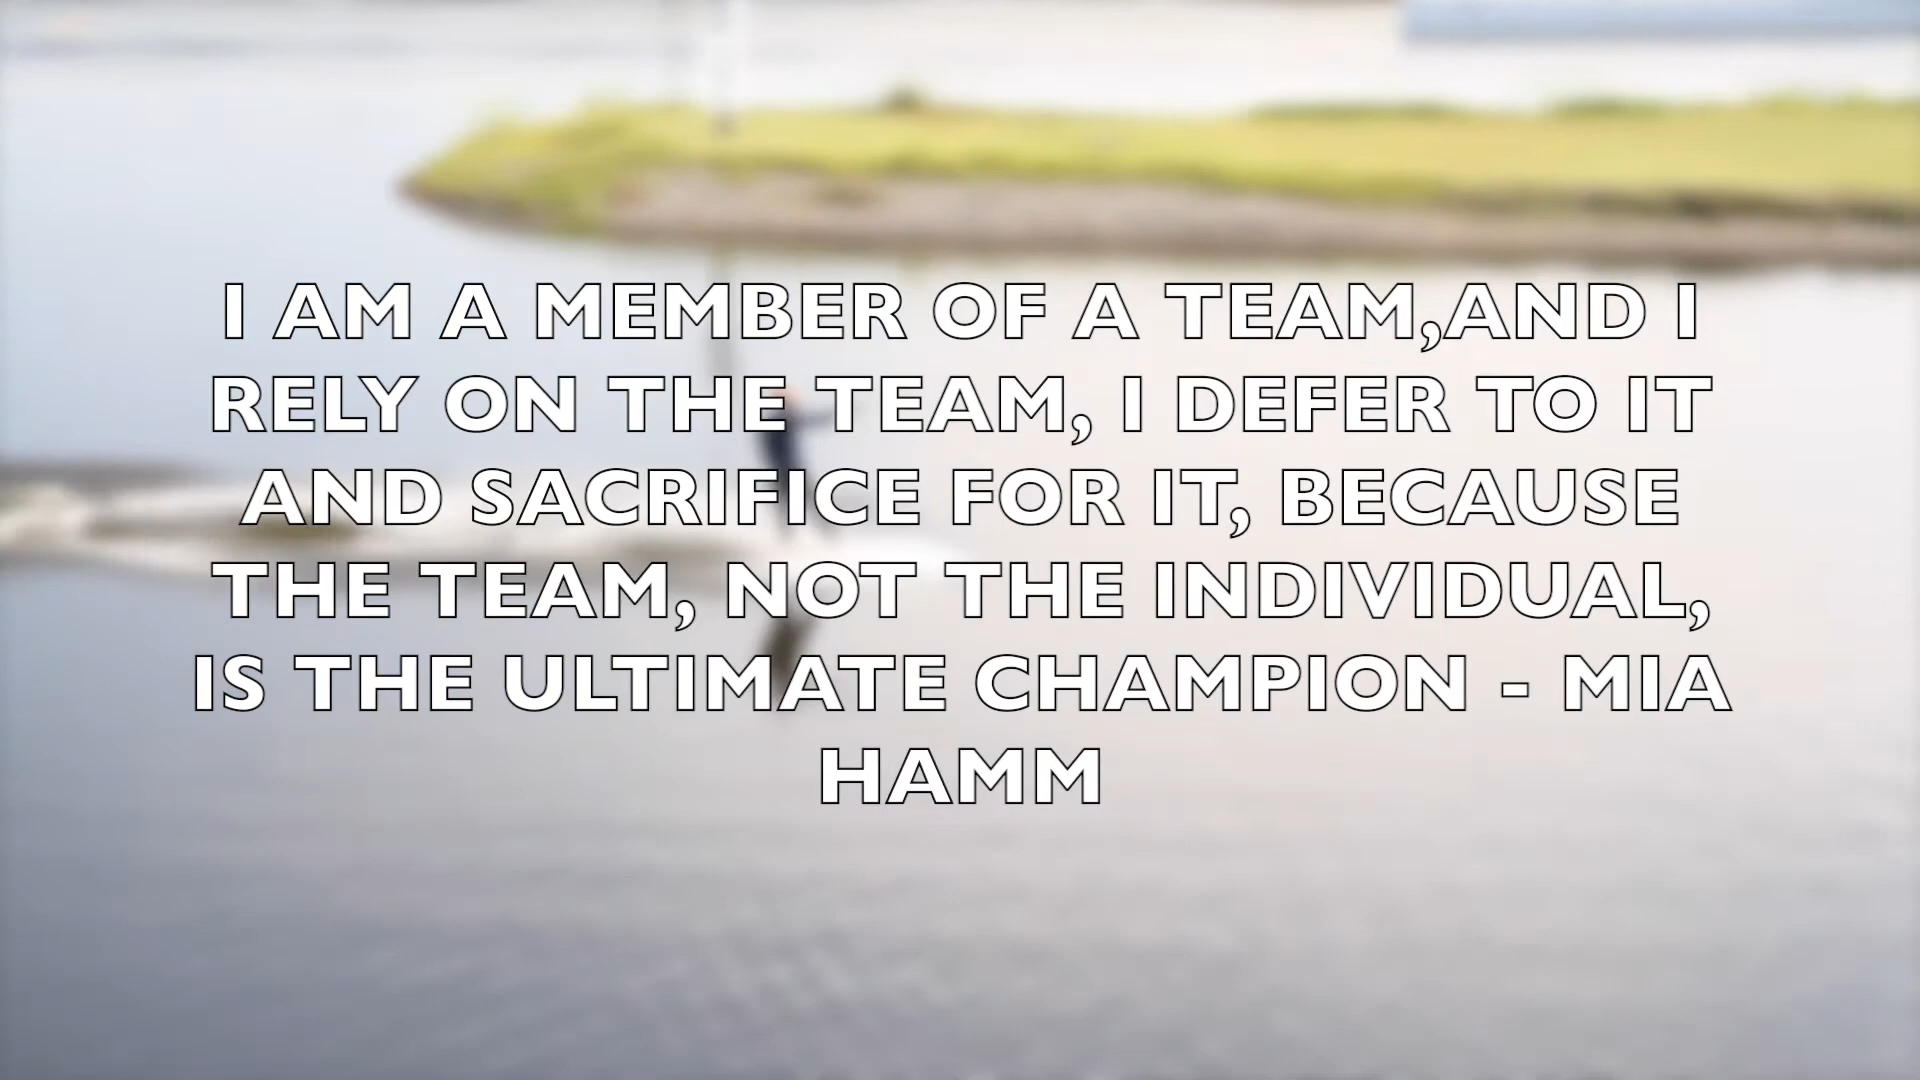 I AM A MEMBER OF A TEAM,AND I
RELY ON THE TEAM, I DEFER TO IT
AND SACRIFICE FOR IT, BECAUSE
THE TEAM, NOT THE INDIVIDUAL,
IS THE ULTIMATE CHAMPION - MIA
HAMM